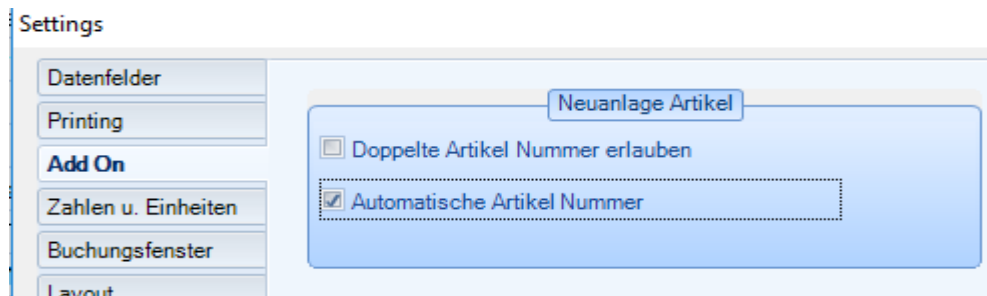 Settings
Datenfelder
Printing
Add On
Zahlen u. Einheiten
Buchungsfenster
Layout
Neuanlage Artikel
Doppelte Artikel Nummer erlauben
Automatische Artikel Nummer